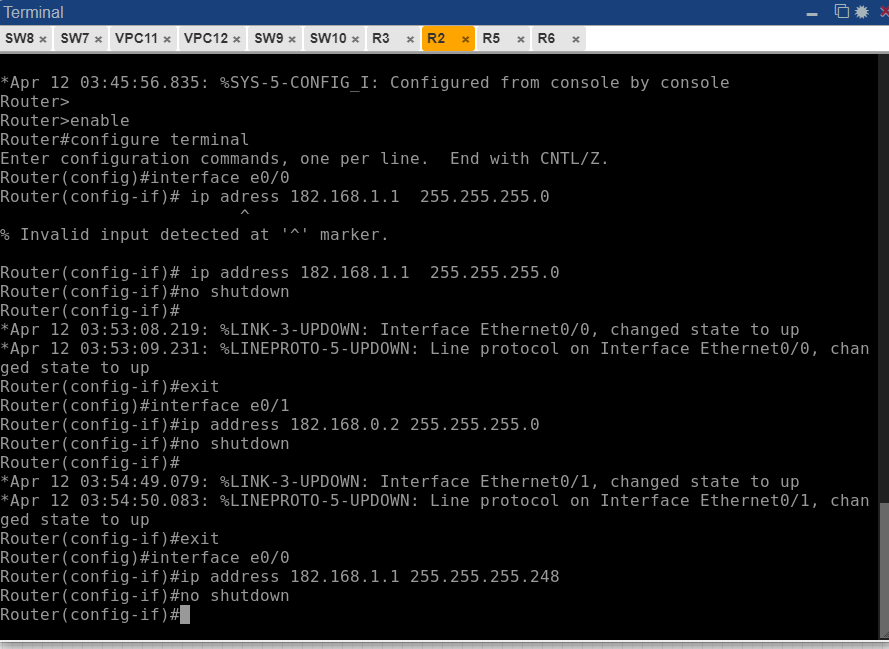 Terminal
SW8 × SW7 × VPC11 × VPC12 × SW9 × SW10 × R3 × R2 × R5 × R6 ×
*Apr 12 03:45:56.835: %SYS-5-CONFIG_I: Configured from console by console
Router>
Router>enable
Router#configure terminal
Enter configuration commands, one per line.  End with CNTL/Z.
Router(config)#interface e0/0
Router(config-if)# ip adress 182.168.1.1  255.255.255.0
                        ^
% Invalid input detected at '^' marker.

Router(config-if)# ip address 182.168.1.1  255.255.255.0
Router(config-if)#no shutdown
Router(config-if)#
*Apr 12 03:53:08.219: %LINK-3-UPDOWN: Interface Ethernet0/0, changed state to up
*Apr 12 03:53:09.231: %LINEPROTO-5-UPDOWN: Line protocol on Interface Ethernet0/0, chan
ged state to up
Router(config-if)#exit
Router(config)#interface e0/1
Router(config-if)#ip address 182.168.0.2 255.255.255.0
Router(config-if)#no shutdown
Router(config-if)#
*Apr 12 03:54:49.079: %LINK-3-UPDOWN: Interface Ethernet0/1, changed state to up
*Apr 12 03:54:50.083: %LINEPROTO-5-UPDOWN: Line protocol on Interface Ethernet0/1, chan
ged state to up
Router(config-if)#exit
Router(config)#interface e0/0
Router(config-if)#ip address 182.168.1.1 255.255.255.248
Router(config-if)#no shutdown
Router(config-if)#